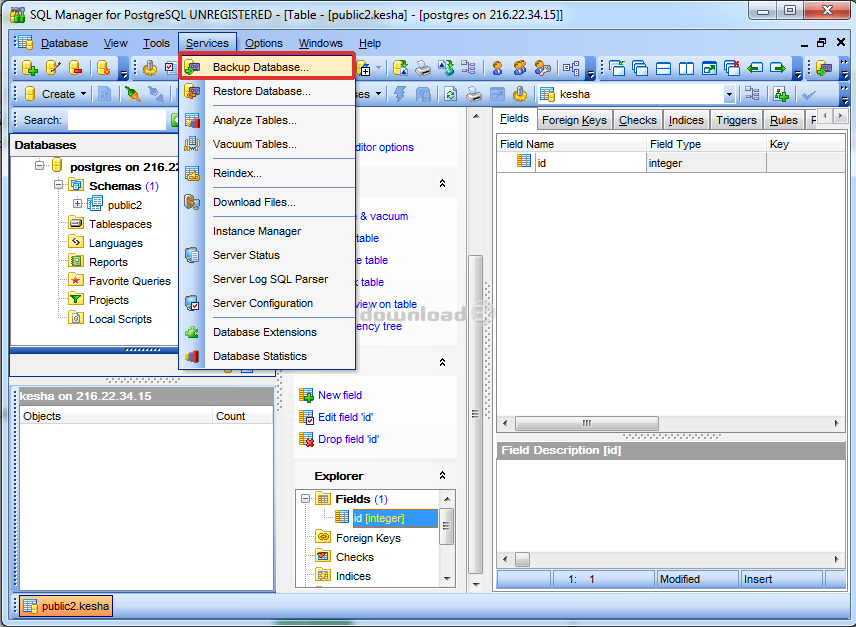 SQL Manager for PostgreSQL UNREGISTERED - [Table - [public2.kesha] - [postgres on 216.22.34.15]]
Database View Tools Services Options Windows Help
Create
kesha
Search:
Databases
postgres on 216.22
Schemas (1)
public2
Tablespaces
Languages
Reports
Favorite Queries
Projects
Local Scripts
Backup Database...
Restore Database...
Analyze Tables...
Vacuum Tables...
Reindex...
Download Files...
Instance Manager
Server Status
Server Log SQL Parser
Server Configuration
Database Extensions
Database Statistics
ditor options
& vacuum
table
e table
table
view on table
ency tree
download
New field
Edit field 'id'
Drop field 'id'
Explorer
Fields (1)
id [integer]
Foreign Keys
Checks
Indices
Fields Foreign Keys Checks Indices Triggers Rules
Field Name Field Type Key
id integer
Field Description [id]
kesha on 216.22.34.15
Objects Count
1: 1 Modified Insert
public2.kesha